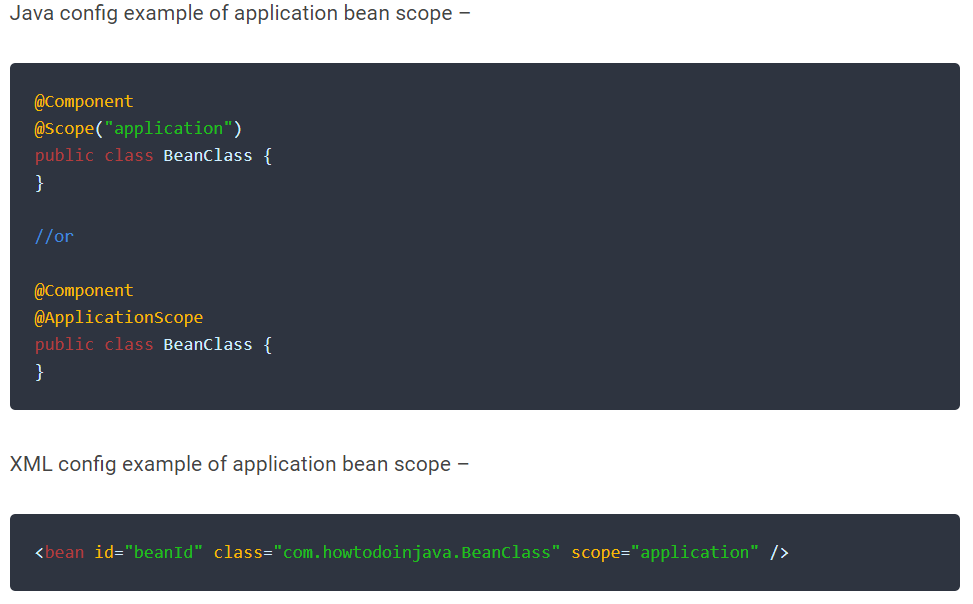 Java config example of application bean scope –
@Component
@Scope("application")
public class BeanClass {
}
//or
@Component
@ApplicationScope
public class BeanClass {
}
XML config example of application bean scope –
<bean id="beanId" class="com.howtodoinjava.BeanClass" scope="application" />